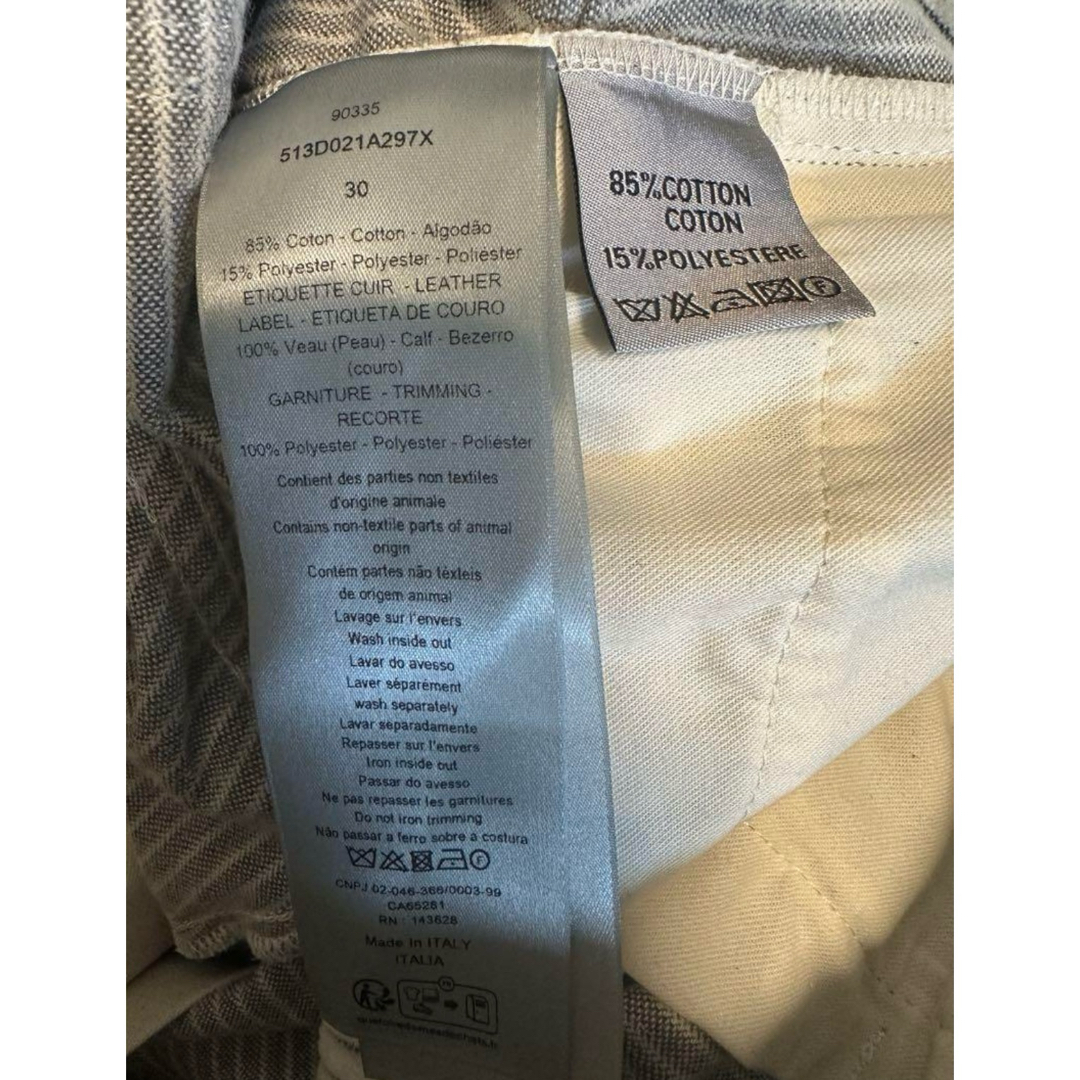 90335
513D021A297X
30
85% Coton - Cotton - Algodão
15% Polyester - Polyester - Poliéster
ETIQUETTE CUIR - LEATHER
LABEL - ETIQUETA DE COURO
100% Veau (Peau) - Calf - Bezerro
(couro)
GARNITURE - TRIMMING -
RECORTE
100% Polyester - Polyester - Poliéster
Contient des parties non textiles
d'origine animale
Contains non-textile parts of animal
origin
Contém partes não têxteis
de origem animal
Lavage sur l'envers
Wash inside out
Lavar do avesso
Laver séparément
wash separately
Lavar separadamente
Repasser sur l'envers
Iron inside out
Passar do avesso
Ne pas repasser les garnitures
Do not iron trimming
Não passar a ferro sobre a costura
F
CNPJ 02-046-366/0003-99
CA65281
RN : 143628
Made in ITALY
ITALIA
FR
quefairedemesdechets.fr
85%COTTON
COTON
15%POLYESTERE
F